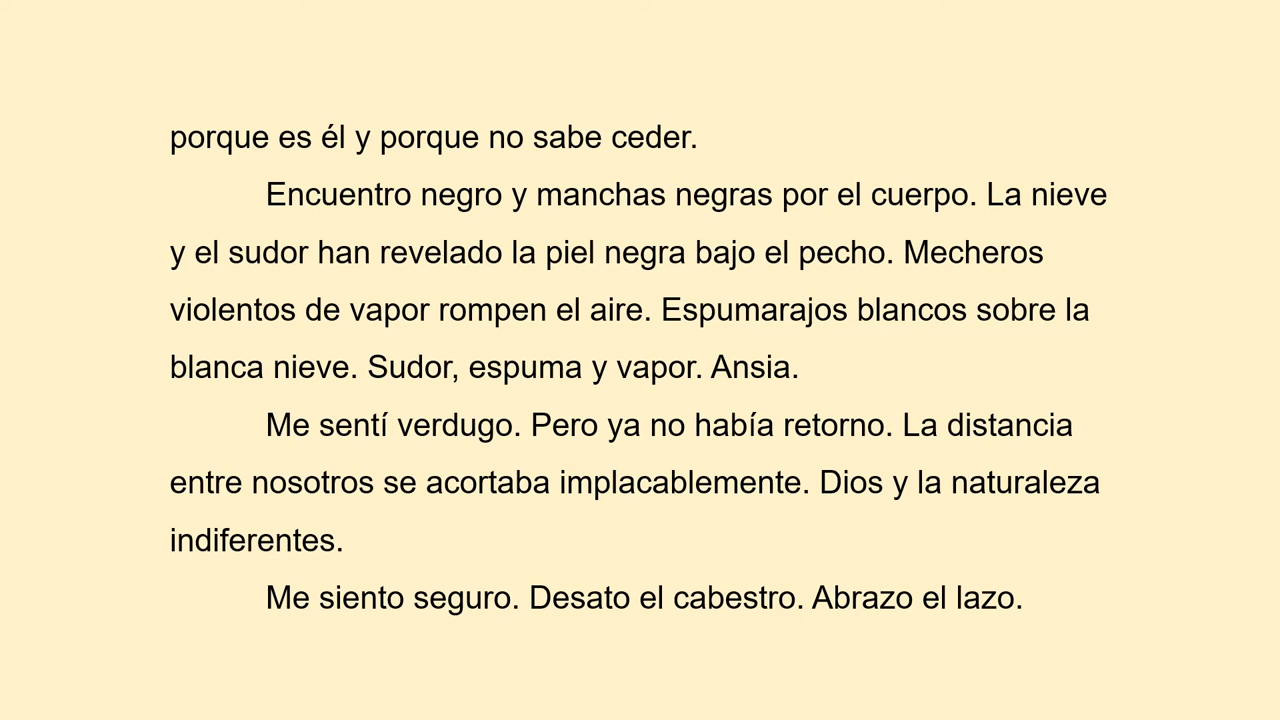 porque es él y porque no sabe ceder.
Encuentro negro y manchas negras por el cuerpo. La nieve
y el sudor han revelado la piel negra bajo el pecho. Mecheros
violentos de vapor rompen el aire. Espumarajos blancos sobre la
blanca nieve. Sudor, espuma y vapor. Ansia.
Me sentí verdugo. Pero ya no había retorno. La distancia
entre nosotros se acortaba implacablemente. Dios y la naturaleza
indiferentes.
Me siento seguro. Desato el cabestro. Abrazo el lazo.